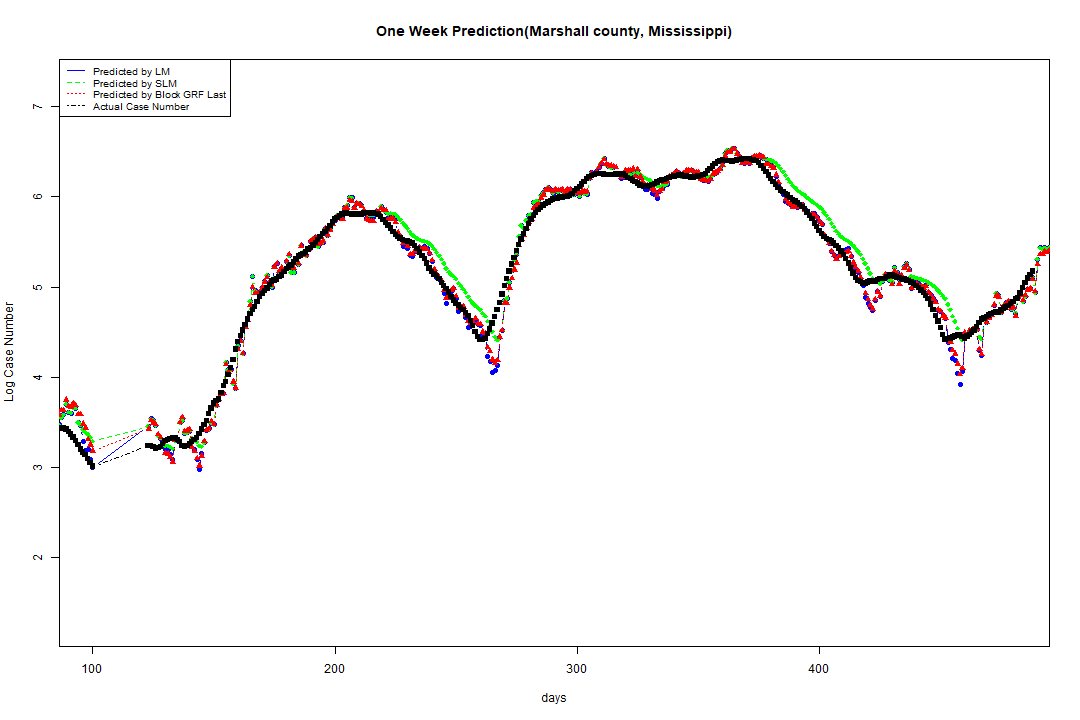 One Week Prediction(Marshall county, Mississippi)
Predicted by LM
Predicted by SLM
Predicted by Block GRF Last
Actual Case Number
7
6
5
4
3
2
Log Case Number
100 200 300 400
days